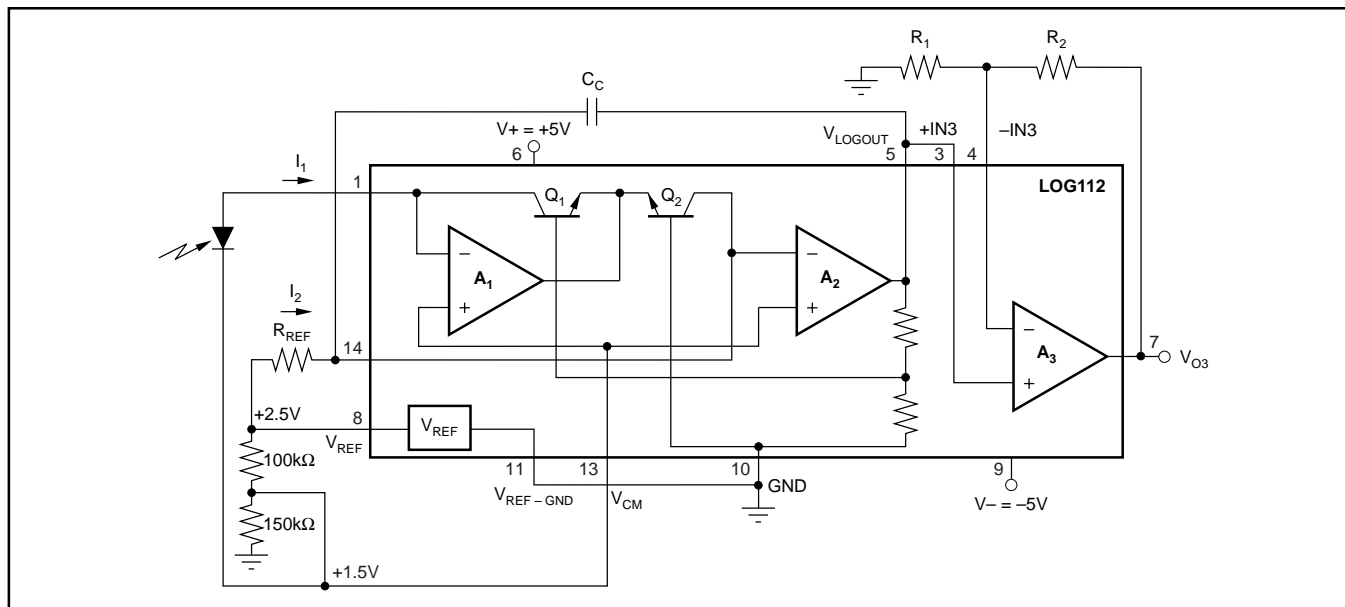 R1
R2
CC
V+ = +5V
6
VLOGOUT
+IN3
–IN3
5
3
4
I1
1
LOG112
Q1
Q2
–
A1
+
–
A2
+
I2
RREF
14
–
A3
+
7
VO3
+2.5V
8
VREF
VREF
100kΩ
11
13
10
9
VREF – GND
VCM
GND
V– = –5V
150kΩ
+1.5V